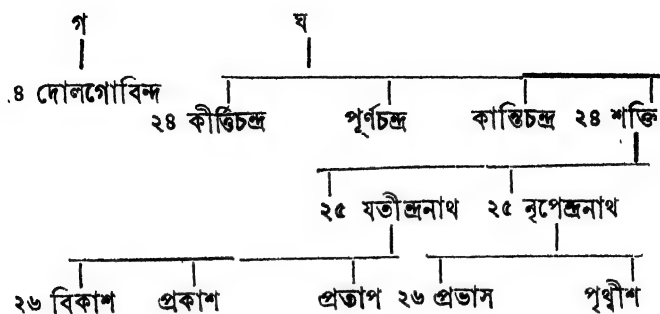 গ ঘ
.৪ দোলগোবিন্দ
২৪ কীর্ত্তিচন্দ্র পূর্ণচন্দ্র কান্তিচন্দ্র ২৪ শক্তি
২৫ যতীন্দ্রনাথ ২৫ নৃপেন্দ্রনাথ
২৬ বিকাশ প্রকাশ প্রতাপ ২৬ প্রভাস পৃথ্বীশ